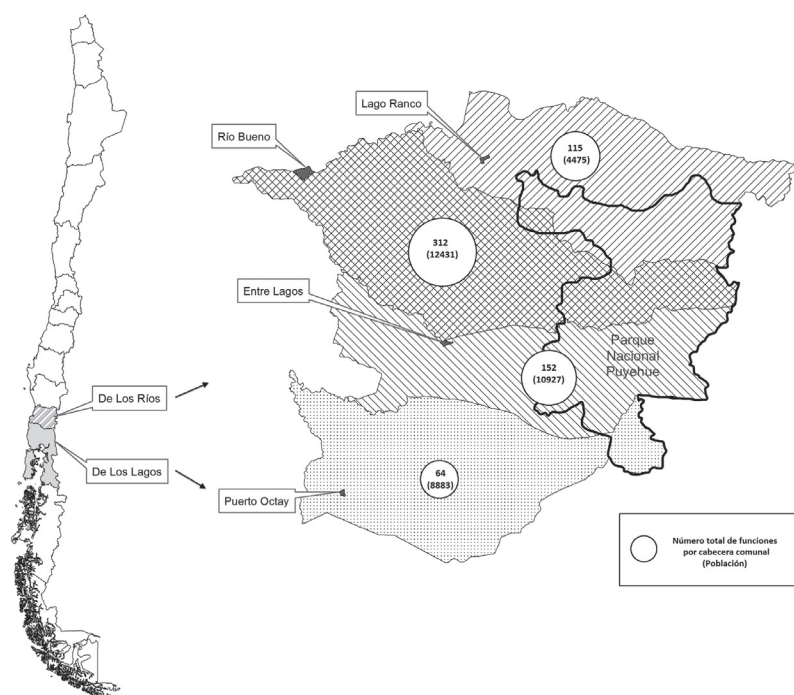 Lago Ranco
Río Bueno
115
(4475)
312
(12431)
Entre Lagos
Parque
Nacional
Puyehue
152
(10927)
De Los Ríos
De Los Lagos
64
(8883)
Puerto Octay
Número total de funciones
por cabecera comunal
(Población)